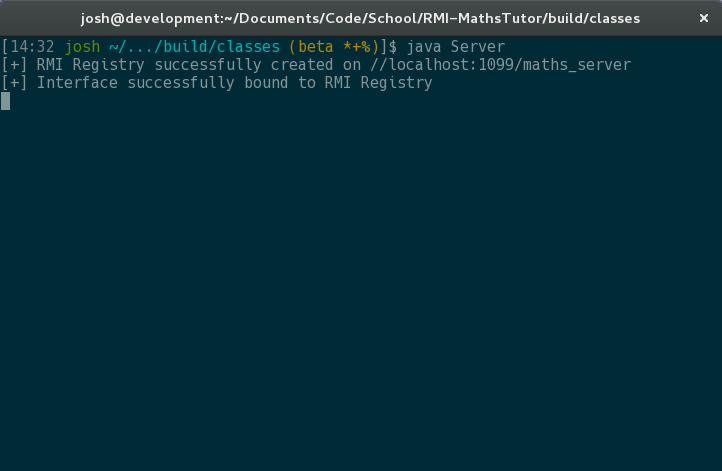 josh@development:~/Documents/Code/School/RMI-MathsTutor/build/classes ×
[14:32 josh ~/.../build/classes (beta *+%)]$ java Server
[+] RMI Registry successfully created on //localhost:1099/maths_server
[+] Interface successfully bound to RMI Registry